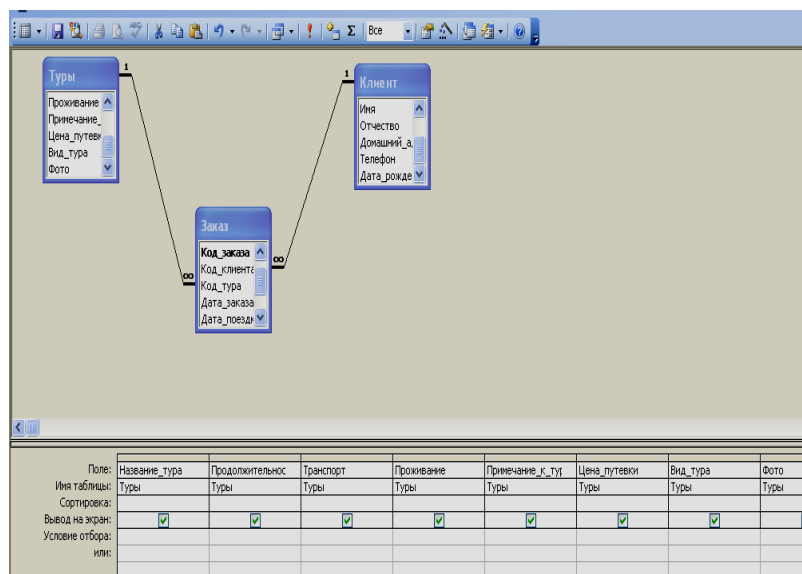 Все
Туры
1
Проживание
Примечание_
Цена_путевк
Вид_тура
Фото
1
Клиент
Имя
Отчество
Домашний_а,
Телефон
Дата_рожде
Заказ
Код_заказа
Код_клиента
Код_тура
Дата_заказа
Дата_поездк
∞
∞
Поле: Название_тура Продолжительнос Транспорт Проживание Примечание_к_тур Цена_путевки Вид_тура Фото
Имя таблицы: Туры Туры Туры Туры Туры Туры Туры Туры
Сортировка:
Вывод на экран:
Условие отбора:
или: